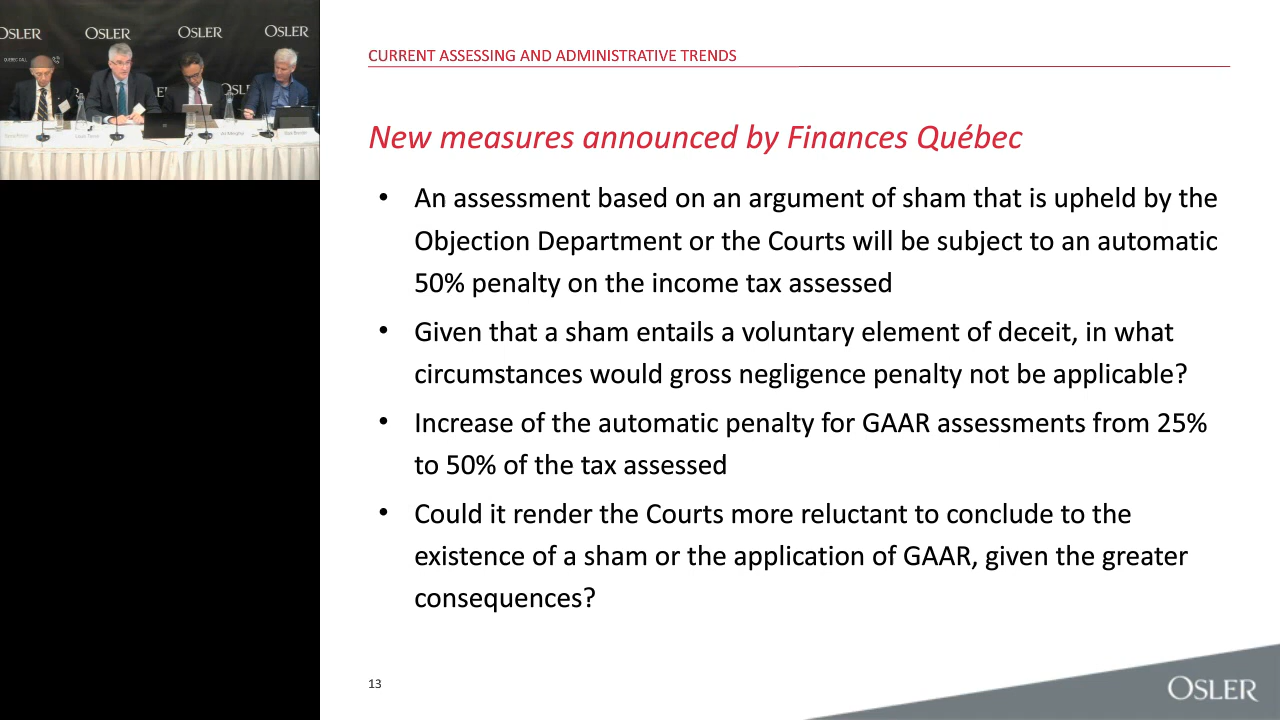 OSLER
OSLER
OSLER
OSLER
CURRENT ASSESSING AND ADMINISTRATIVE TRENDS
New measures announced by Finances Québec
• An assessment based on an argument of sham that is upheld by the
Objection Department or the Courts will be subject to an automatic
50% penalty on the income tax assessed
• Given that a sham entails a voluntary element of deceit, in what
circumstances would gross negligence penalty not be applicable?
• Increase of the automatic penalty for GAAR assessments from 25%
to 50% of the tax assessed
• Could it render the Courts more reluctant to conclude to the
existence of a sham or the application of GAAR, given the greater
consequences?
13
OSLER